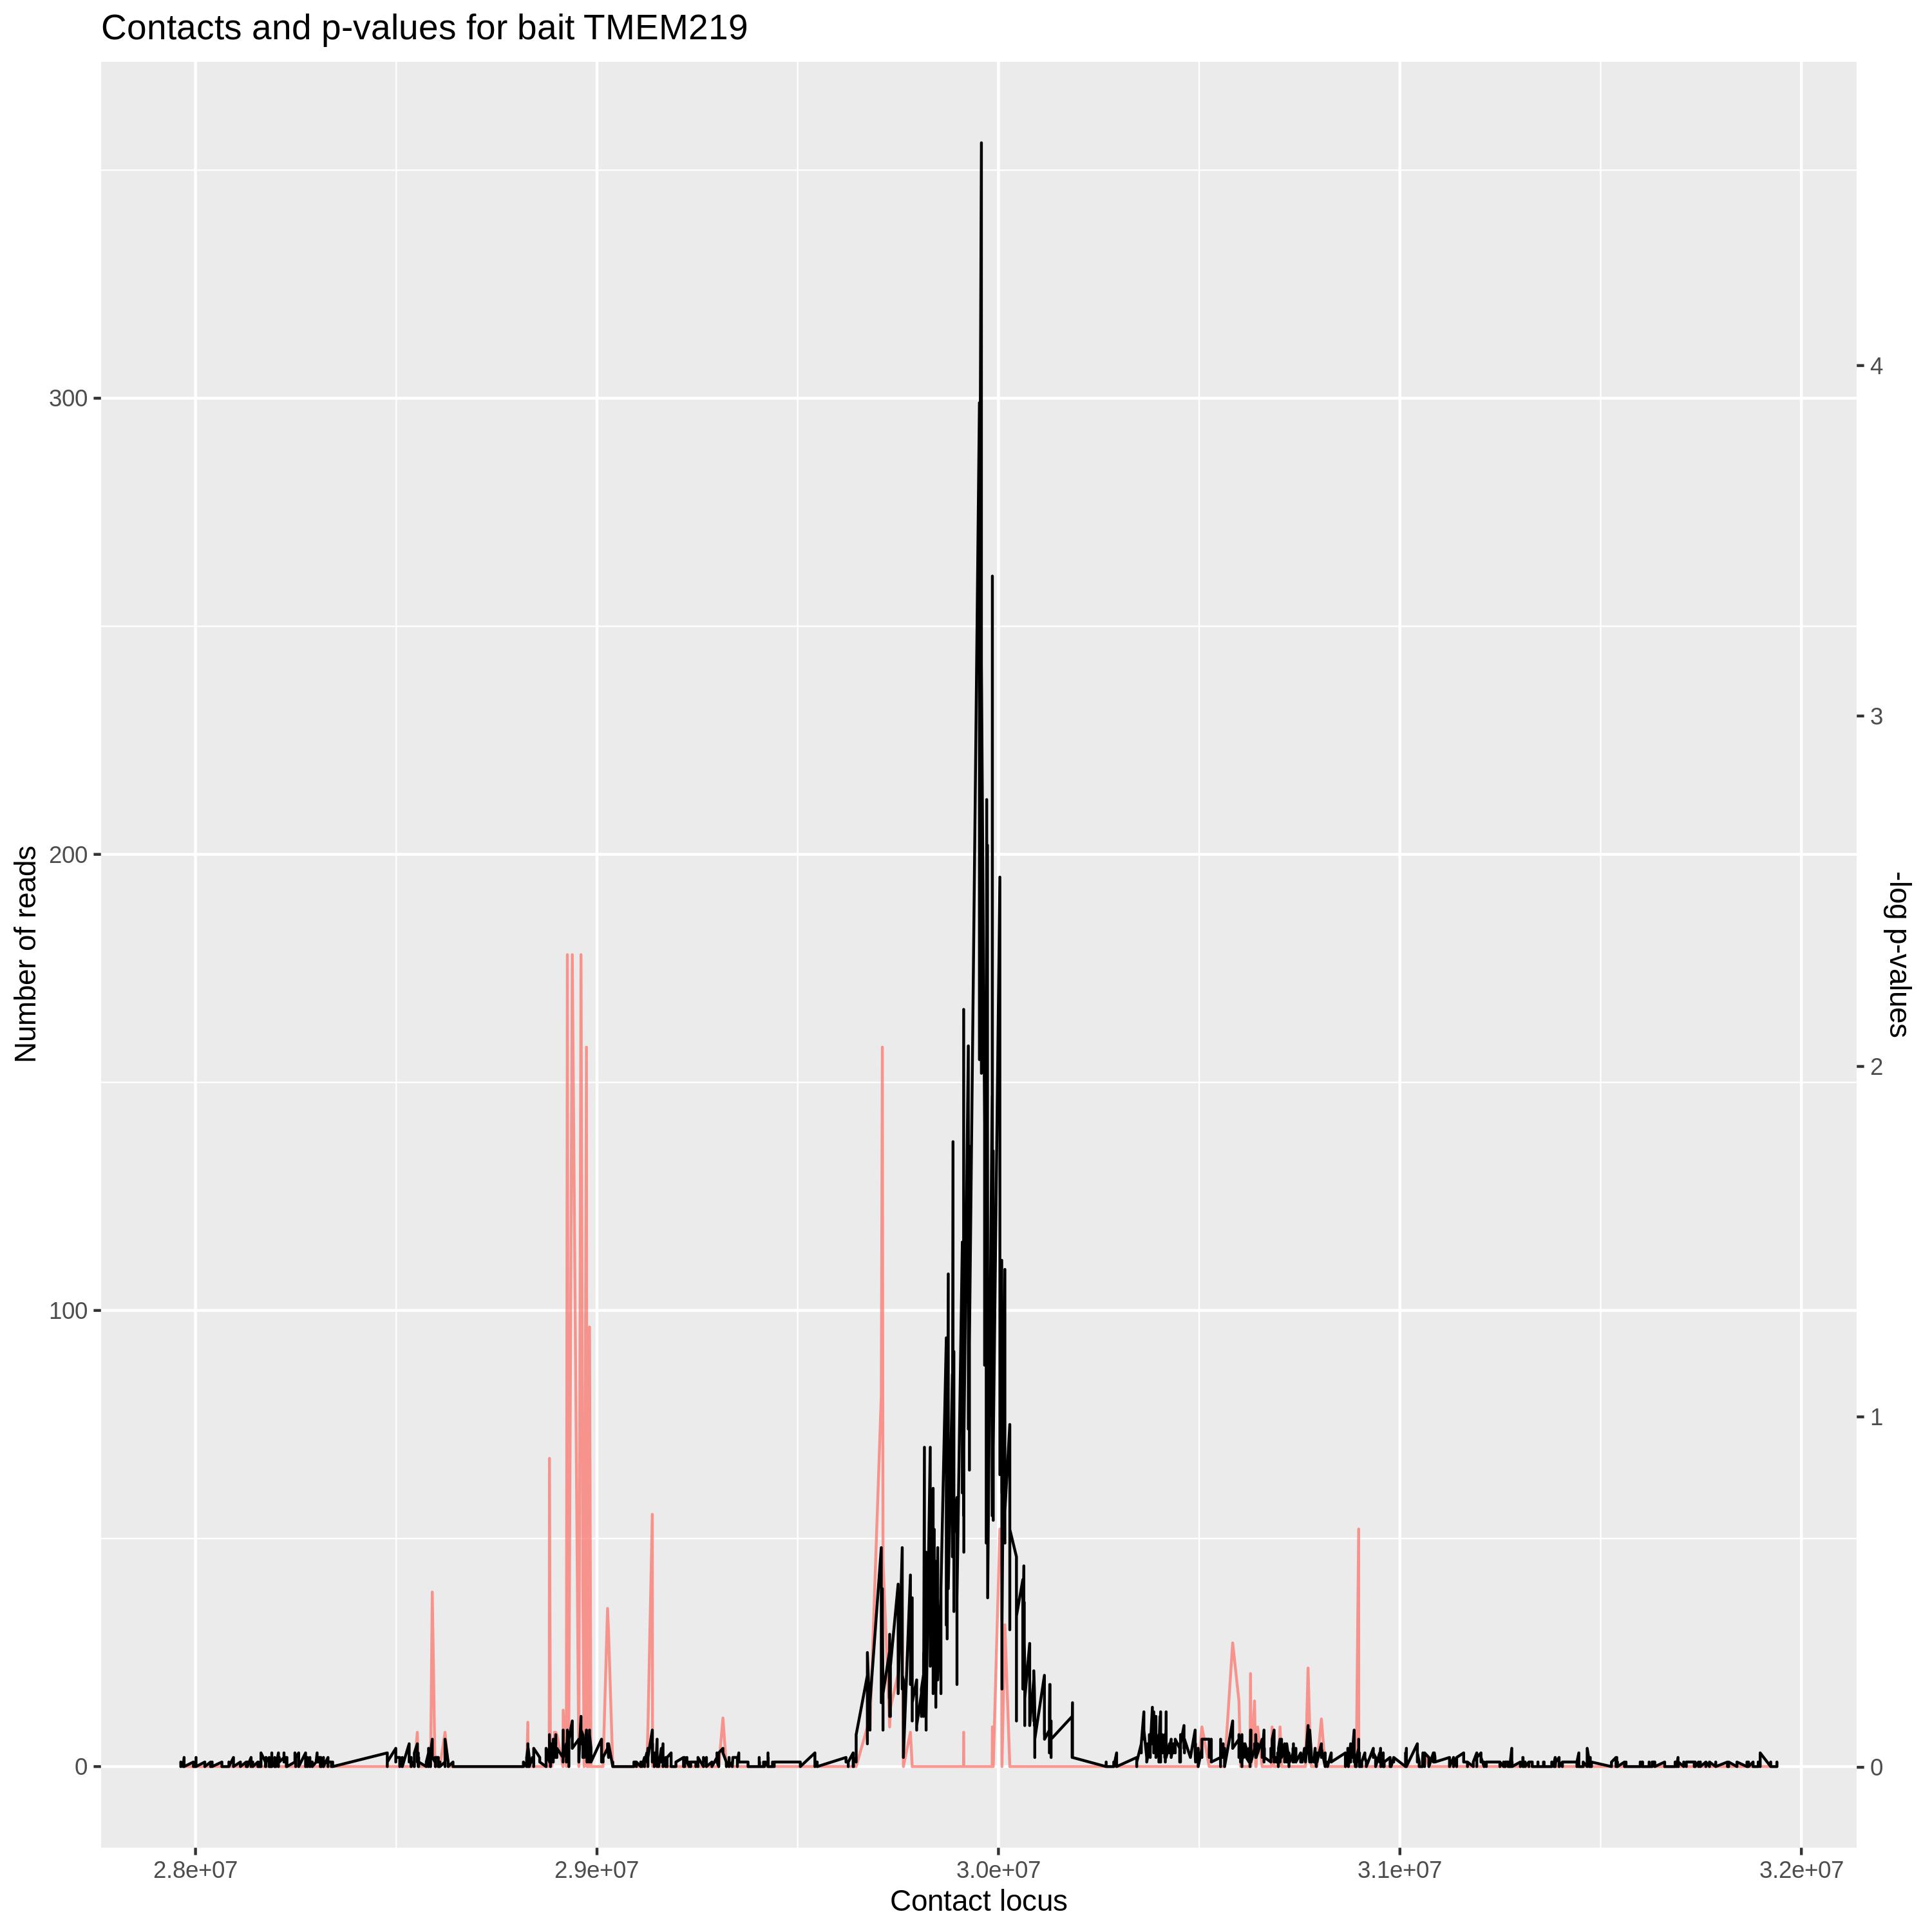 Contacts and p-values for bait TMEM219
Number of reads
300
200
100
0
4
3
2
1
0
-log p-values
2.8e+07
2.9e+07
3.0e+07
3.1e+07
3.2e+07
Contact locus